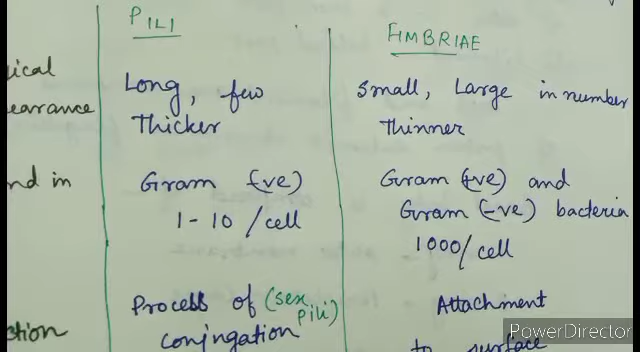 PILI
FIMBRIAE
ical
earance
Long, few
Thicker
Small, Large in number
thinner
nd in
Gram (-ve)
1-10/cell
Gram (+ve) and
Gram (-ve) bacteria
1000/cell
ction
Process of (sex pili)
conjngation
Attachment
to surface
PowerDirector